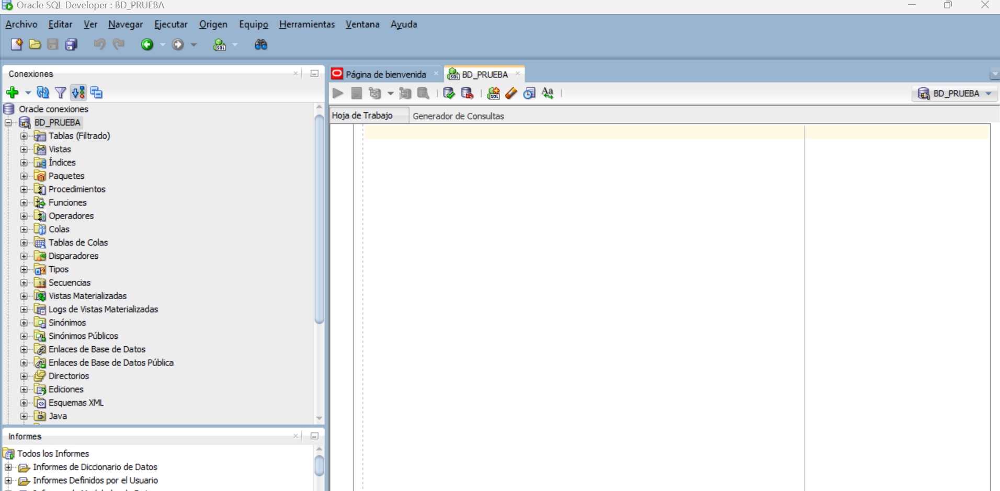 Oracle SQL Developer : BD_PRUEBA
Archivo Editar Ver Navegar Ejecutar Origen Equipo Herramientas Ventana Ayuda
Conexiones
Oracle conexiones
BD_PRUEBA
Tablas (Filtrado)
Vistas
Índices
Paquetes
Procedimientos
Funciones
Operadores
Colas
Tablas de Colas
Disparadores
Tipos
Secuencias
Vistas Materializadas
Logs de Vistas Materializadas
Sinónimos
Sinónimos Públicos
Enlaces de Base de Datos
Enlaces de Base de Datos Pública
Directorios
Ediciones
Esquemas XML
Java
Informes
Todos los Informes
Informes de Diccionario de Datos
Informes Definidos por el Usuario
Página de bienvenida
BD_PRUEBA
BD_PRUEBA
Hoja de Trabajo
Generador de Consultas